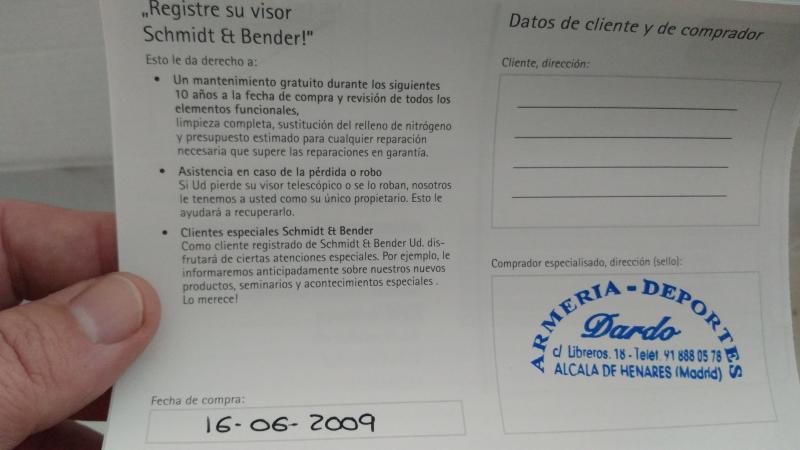 „Registre su visor
Schmidt & Bender!"
Esto le da derecho a:
• Un mantenimiento gratuito durante los siguientes
10 años a la fecha de compra y revisión de todos los
elementos funcionales,
limpieza completa, sustitución del relleno de nitrógeno
y presupuesto estimado para cualquier reparación
necesaria que supere las reparaciones en garantía.
• Asistencia en caso de la pérdida o robo
Si Ud pierde su visor telescópico o se lo roban, nosotros
le tenemos a usted como su único propietario. Esto le
ayudará a recuperarlo.
• Clientes especiales Schmidt & Bender
Como cliente registrado de Schmidt & Bender Ud. dis-
frutará de ciertas atenciones especiales. Por ejemplo, le
informaremos anticipadamente sobre nuestros nuevos
productos, seminarios y acontecimientos especiales .
Lo merece!
Fecha de compra:
16-06-2009
Datos de cliente y de comprador
Cliente, dirección:
Comprador especialisado, dirección (sello):
ARMERIA - DEPORTES
Dardo
c/ Libreros. 18 - Telef. 91 888 05 78
ALCALA DE HENARES (Madrid)